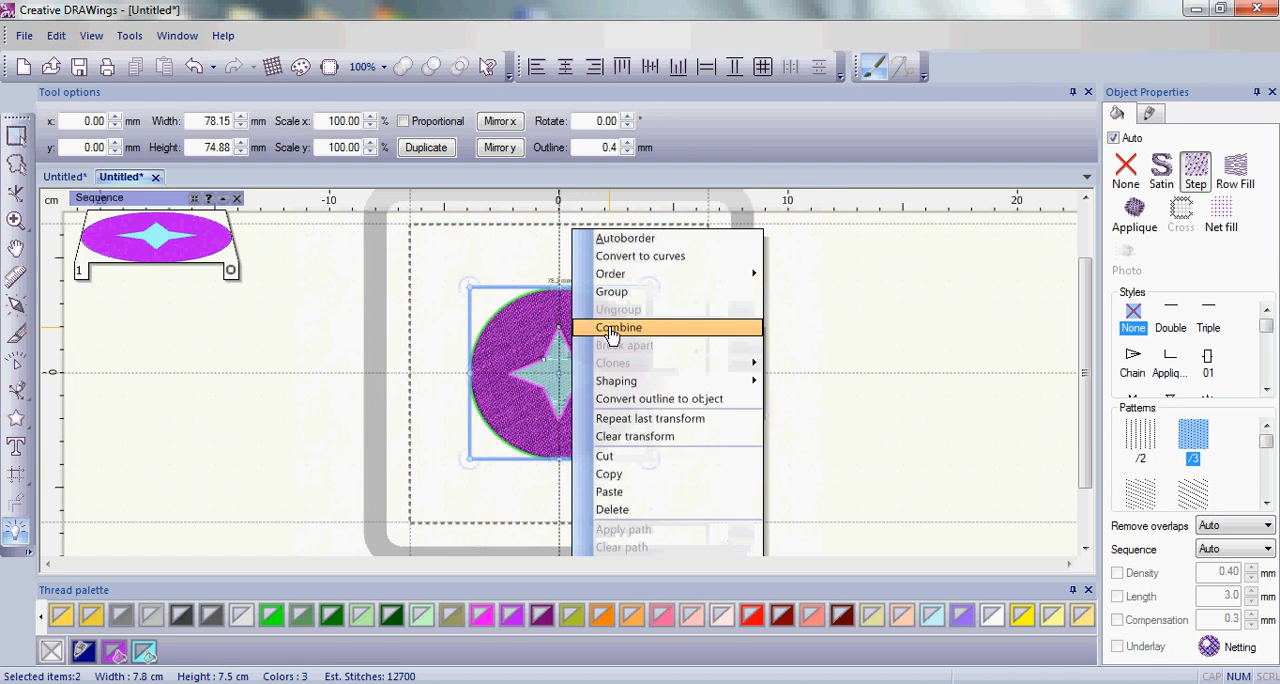 Creative DRAWings - [Untitled*]
File Edit View Tools Window Help
100%
Tool options
x: 0.00 mm Width: 78.15 mm Scale x: 100.00 % Proportional Mirror x Rotate: 0.00 °
y: 0.00 mm Height: 74.88 mm Scale y: 100.00 % Duplicate Mirror y Outline: 0.4 mm
Untitled* Untitled*
cm Sequence -10 0 10 20
1
0
Autoborder
Convert to curves
Order
Group
Ungroup
Combine
Break apart
Clones
Shaping
Convert outline to object
Repeat last transform
Clear transform
Cut
Copy
Paste
Delete
Apply path
Clear path
Object Properties
Auto
None Satin Step Row Fill
Applique Cross Net fill
Photo
Styles
None Double Triple
Chain Appliq... 01
Patterns
/2 /3
Remove overlaps Auto
Sequence Auto
Density 0.40 mm
Length 3.0 mm
Compensation 0.3 mm
Underlay Netting
Thread palette
Selected items:2 Width : 7.8 cm Height : 7.5 cm Colors : 3 Est. Stitches: 12700
CAP NUM SCRL